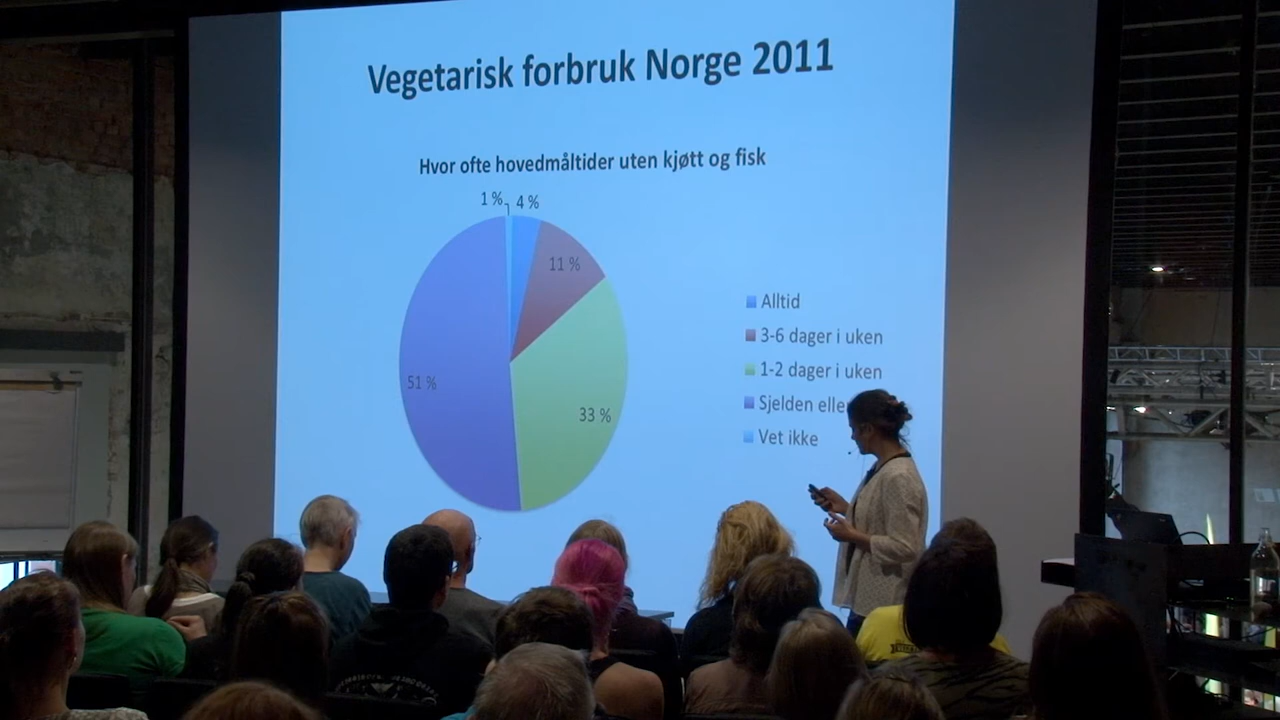 Vegetarisk forbruk Norge 2011
Hvor ofte hovedmåltider uten kjøtt og fisk
1 %
4 %
11 %
51 %
33 %
Alltid
3-6 dager i uken
1-2 dager i uken
Sjelden
Vet ikke